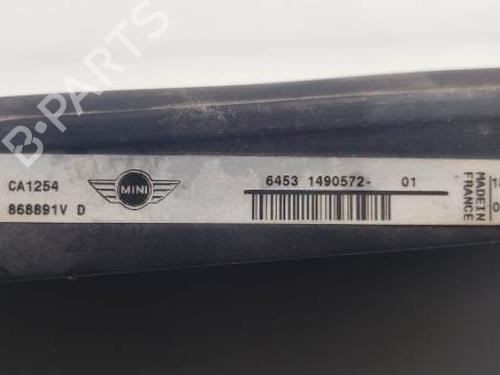 B-PARTS
CA1254
868891V D
MINI
6453 1490572- 01
MADE IN
FRANCE